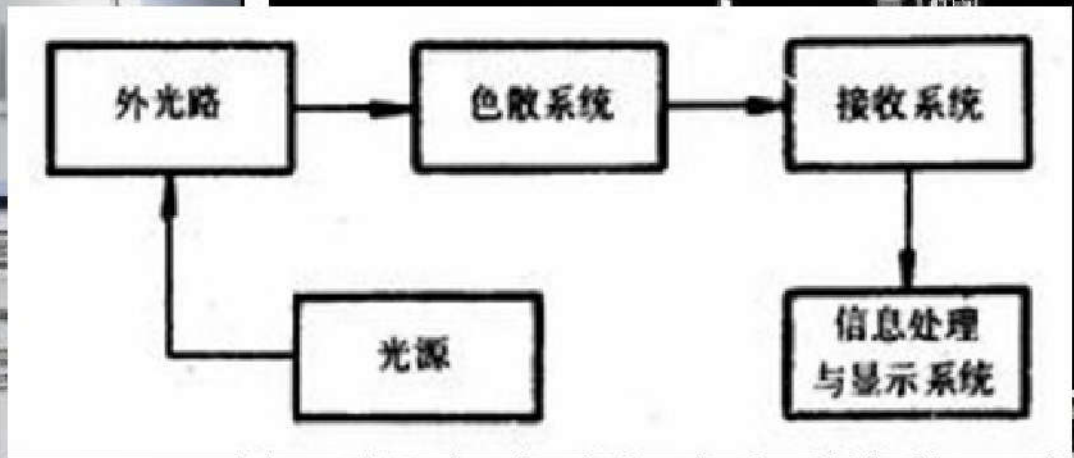 外光路
色散系统
接收系统
光源
信息处理
与显示系统